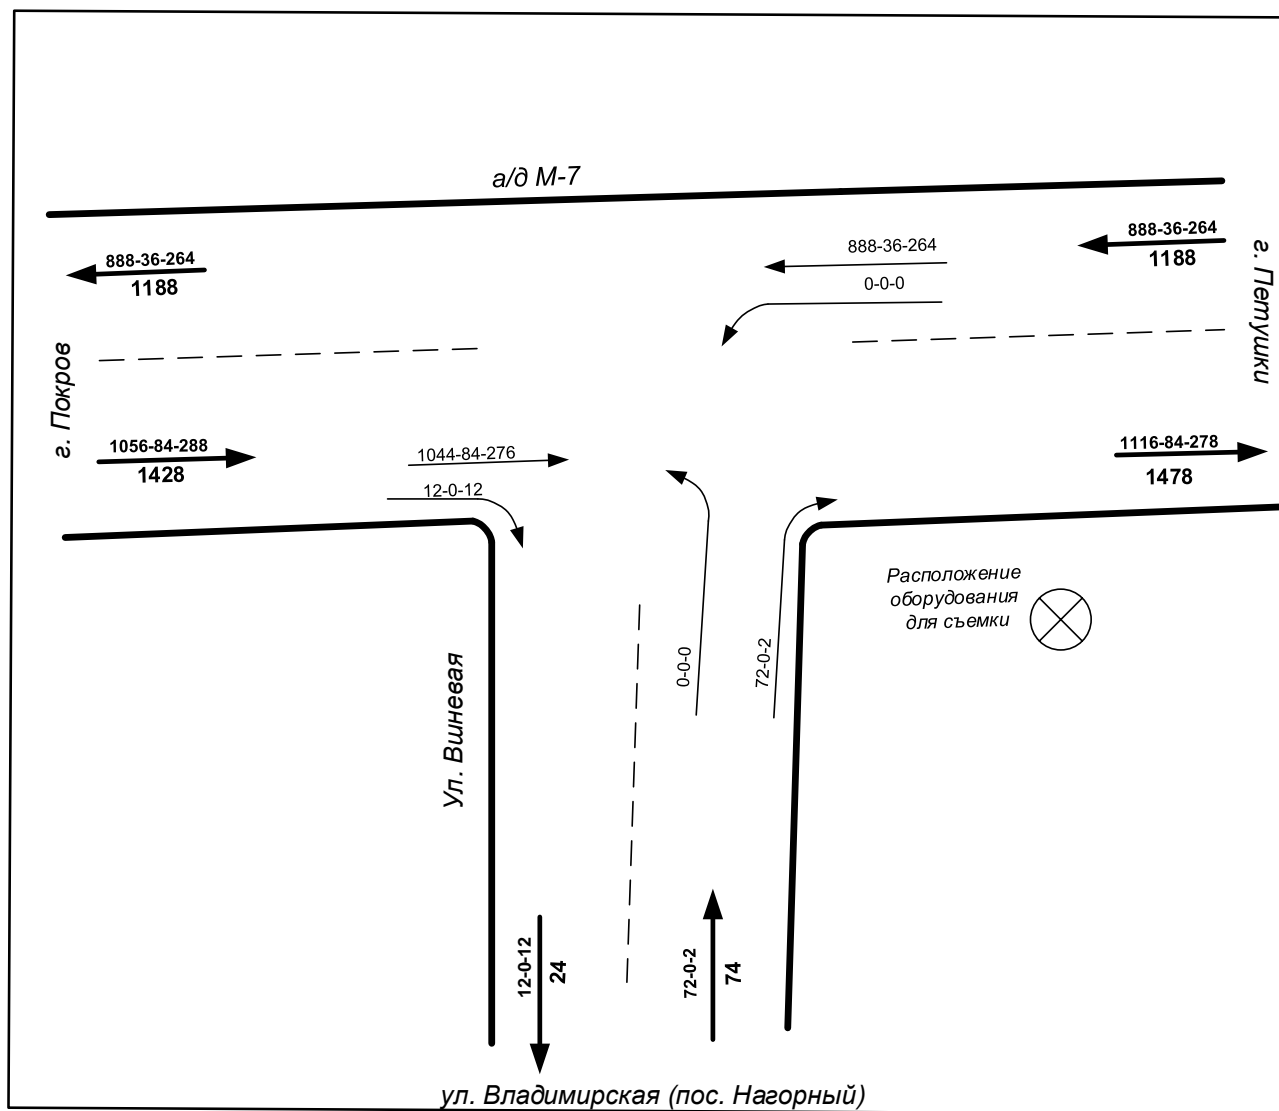 а/д М-7
888-36-264
1188
888-36-264
0-0-0
888-36-264
1188
г. Покров
г. Петушки
1056-84-288
1428
1044-84-276
12-0-12
1116-84-278
1478
Расположение
оборудования
для съемки
0-0-0
72-0-2
Ул. Вшневая
12-0-12
24
72-0-2
74
ул. Владимирская (пос. Нагорный)